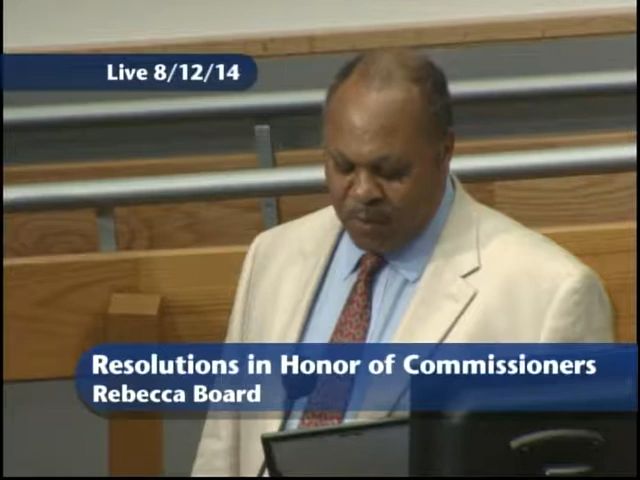 Live 8/12/14
Resolutions in Honor of Commissioners
Rebecca Board